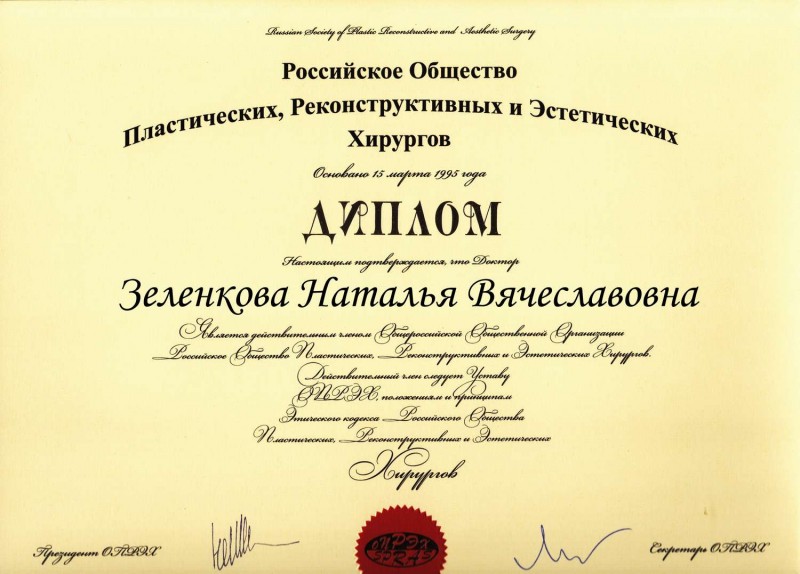 Russian Society of Plastic Reconstructive and Aesthetic Surgery
Российское Общество
Пластических, Реконструктивных и Эстетических
Хирургов
Основано 15 марта 1995 года
ДИПЛОМ
Настоящим подтверждается, что Доктор
Зеленкова Наталья Вячеславовна
Является действительным членом Общероссийской Общественной Организации
Российское Общество Пластических, Реконструктивных и Эстетических Хирургов.
Действительный член следует Уставу
ОПРЭХ, положениям и принципам
Этического кодекса Российского Общества
Пластических, Реконструктивных и Эстетических
Хирургов
Президент ОПРЭХ
Секретарь ОПРЭХ